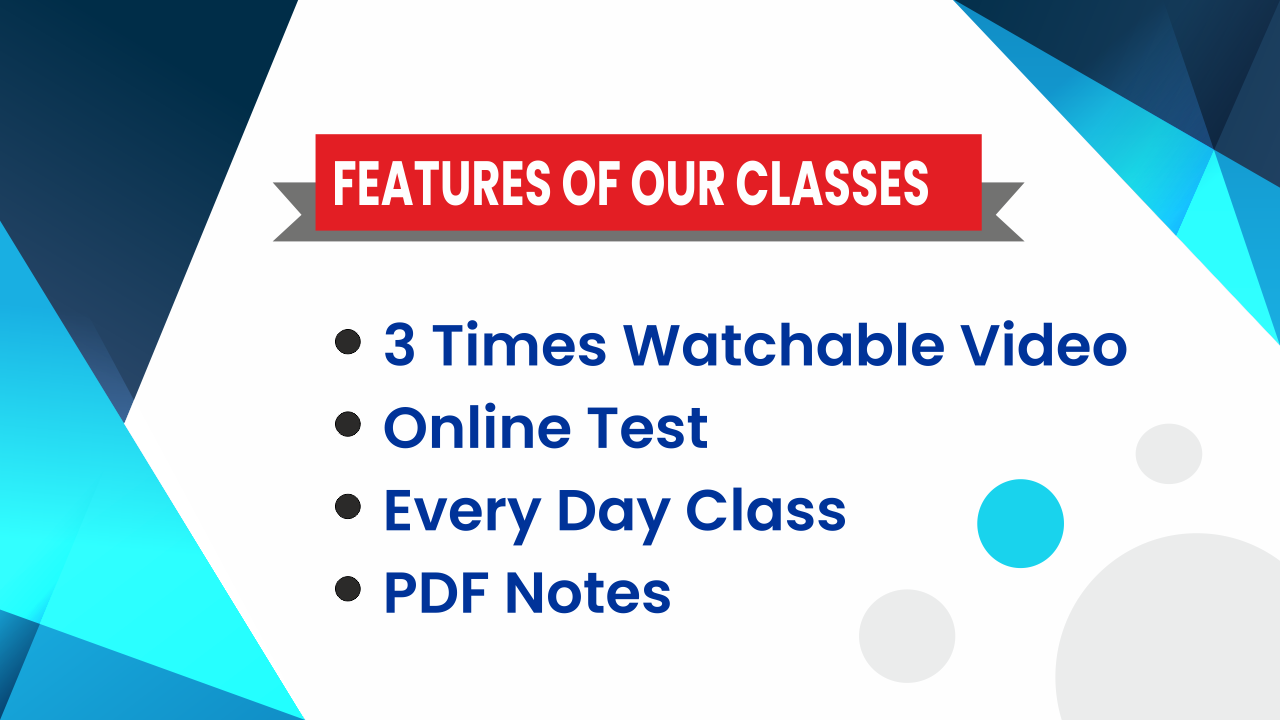 FEATURES OF OUR CLASSES
3 Times Watchable Video
Online Test
Every Day Class
PDF Notes